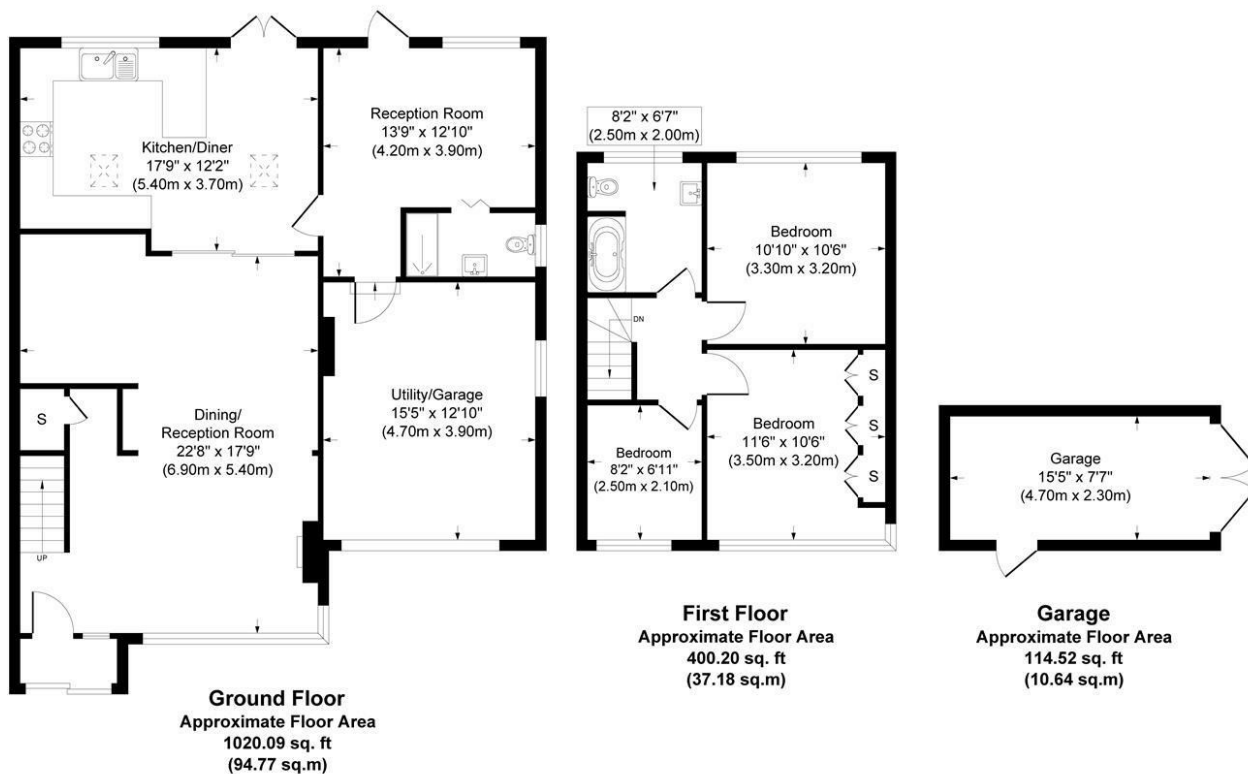 Kitchen/Diner
17'9" x 12'2"
(5.40m x 3.70m)
Reception Room
13'9" x 12'10"
(4.20m x 3.90m)
Dining/
Reception Room
22'8" x 17'9"
(6.90m x 5.40m)
S
UP
Utility/Garage
15'5" x 12'10"
(4.70m x 3.90m)
Ground Floor
Approximate Floor Area
1020.09 sq. ft
(94.77 sq.m)
8'2" x 6'7"
(2.50m x 2.00m)
Bedroom
10'10" x 10'6"
(3.30m x 3.20m)
DN
Bedroom
11'6" x 10'6"
(3.50m x 3.20m)
S
S
S
Bedroom
8'2" x 6'11"
(2.50m x 2.10m)
First Floor
Approximate Floor Area
400.20 sq. ft
(37.18 sq.m)
Garage
15'5" x 7'7"
(4.70m x 2.30m)
Garage
Approximate Floor Area
114.52 sq. ft
(10.64 sq.m)